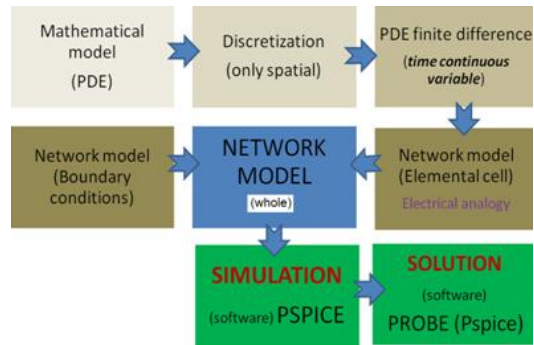 Mathematical
model
(PDE)
Discretization
(only spatial)
PDE finite difference
(time continuous
variable)
Network model
(Boundary
conditions)
NETWORK
MODEL
(whole)
Network model
(Elemental cell)
Electrical analogy
SIMULATION
(software) PSPICE
SOLUTION
(software)
PROBE (Pspice)